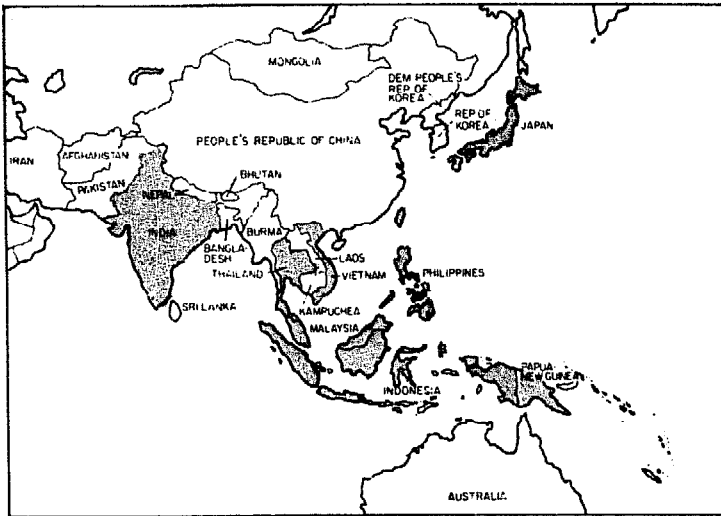 MONGOLIA
DEM PEOPLE'S
REP OF
KOREA
REP OF
KOREA
JAPAN
PEOPLE'S REPUBLIC OF CHINA
IRAN
AFGHANISTAN
PAKISTAN
NEPAL
BHUTAN
INDIA
BURMA
BANGLA-
DESH
LAOS
THAILAND
VIETNAM
PHILIPPINES
SRI LANKA
KAMPUCHEA
MALAYSIA
PAPUA
NEW GUINEA
INDONESIA
AUSTRALIA